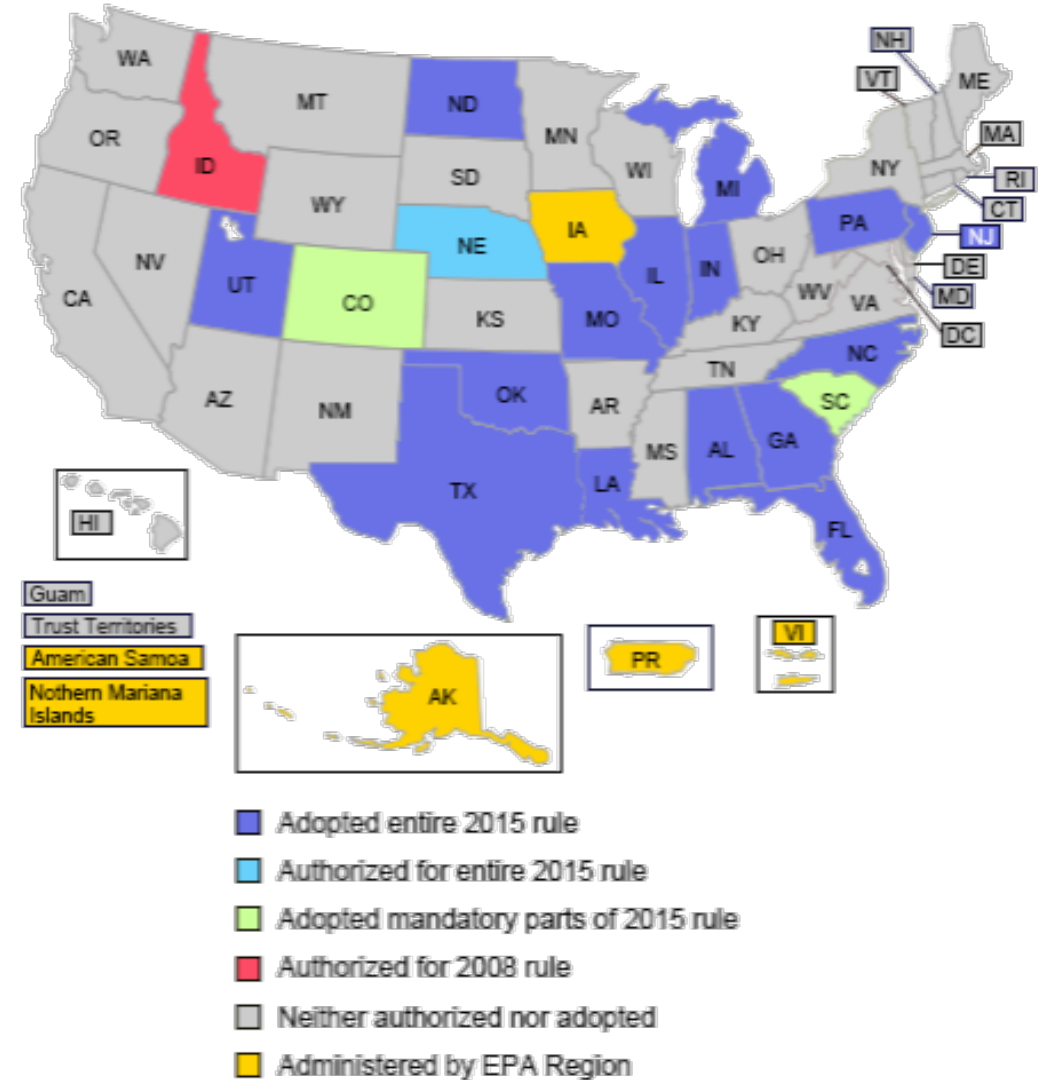 WA
MT
ND
MN
OR
ID
SD
WI
WY
NV
UT
CA
CO
NE
IA
KS
MO
IL
IN
MI
OH
PA
NY
ME
NH
VT
MA
RI
CT
NJ
DE
MD
DC
WV
VA
KY
NC
TN
SC
AZ
NM
OK
AR
TX
LA
MS
AL
GA
FL
HI
Guam
Trust Territories
American Samoa
Nothern Mariana
Islands
AK
PR
VI
Adopted entire 2015 rule
Authorized for entire 2015 rule
Adopted mandatory parts of 2015 rule
Authorized for 2008 rule
Neither authorized nor adopted
Administered by EPA Region